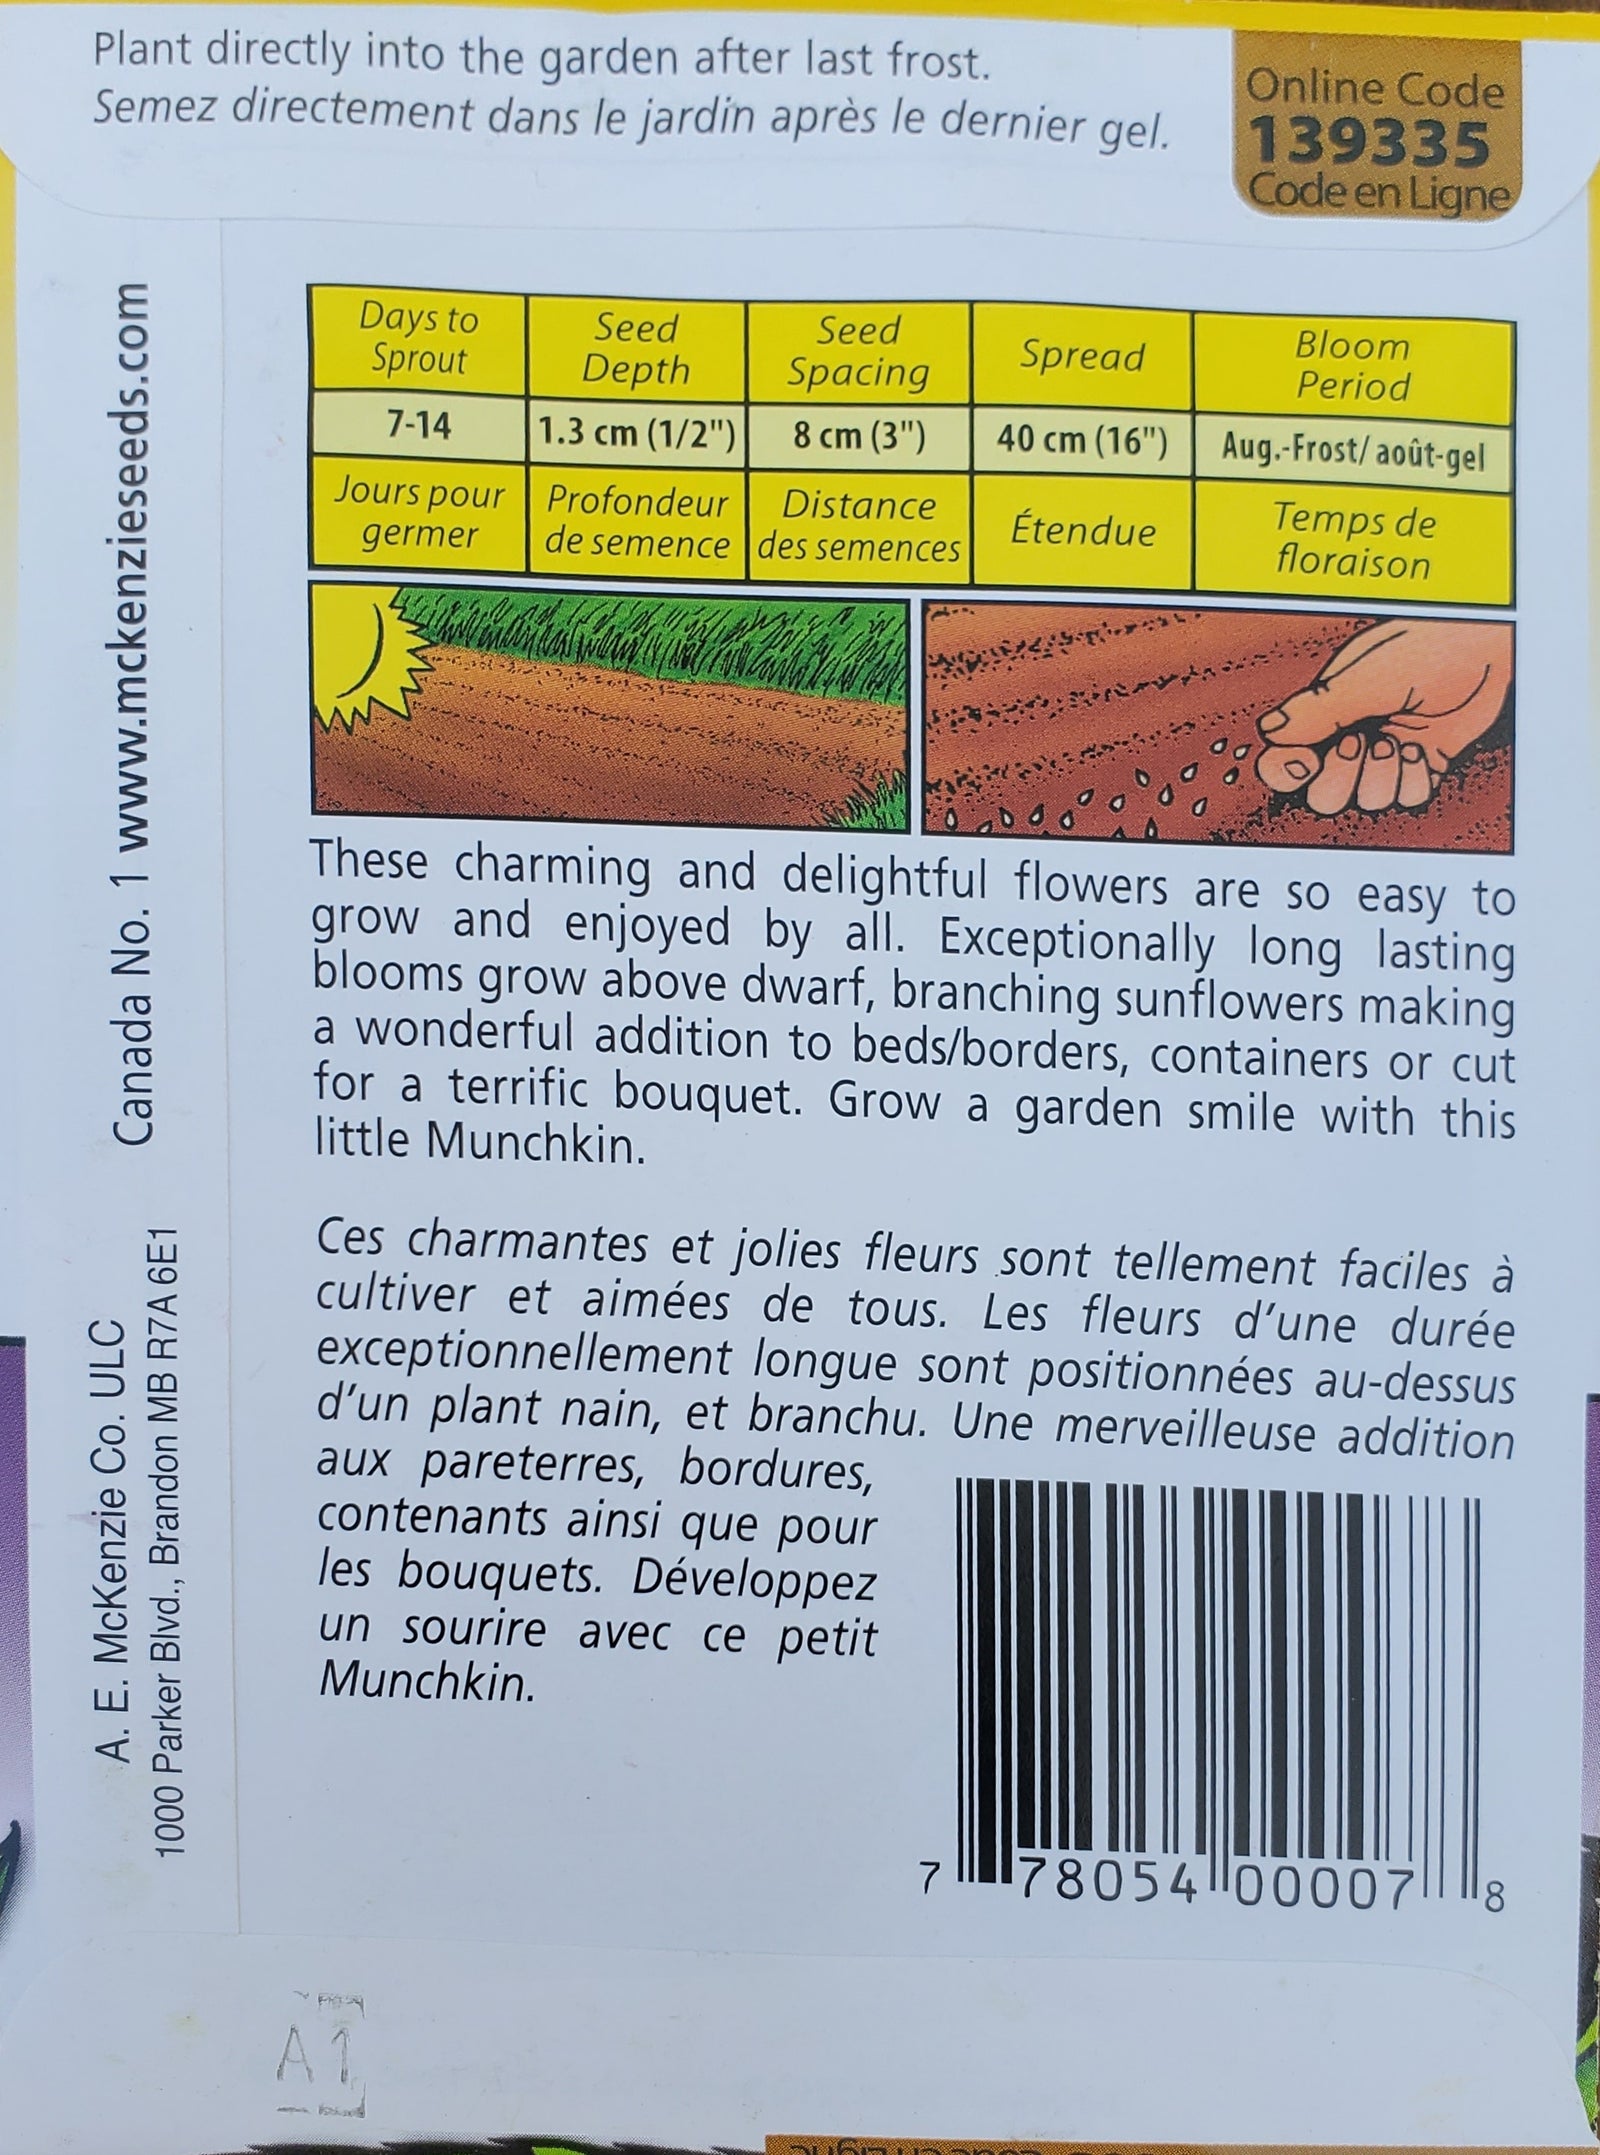 Plant directly into the garden after last frost.
Semez directement dans le jardin après le dernier gel.
Online Code
139335
Code en Ligne
Days to Sprout
Seed Depth
Seed Spacing
Spread
Bloom Period
7-14
1.3 cm (1/2")
8 cm (3")
40 cm (16")
Aug.-Frost/ août-gel
Jours pour germer
Profondeur de semence
Distance des semences
Étendue
Temps de floraison
These charming and delightful flowers are so easy to
grow and enjoyed by all. Exceptionally long lasting
blooms grow above dwarf, branching sunflowers making
a wonderful addition to beds/borders, containers or cut
for a terrific bouquet. Grow a garden smile with this
little Munchkin.
Ces charmantes et jolies fleurs sont tellement faciles à
cultiver et aimées de tous. Les fleurs d'une durée
exceptionnellement longue sont positionnées au-dessus
d'un plant nain, et branchu. Une merveilleuse addition
aux pareterres, bordures,
contenants ainsi que pour
les bouquets. Développez
un sourire avec ce petit
Munchkin.
7 78054 00007 8
Canada No. 1 www.mckenzieseeds.com
A. E. McKenzie Co. ULC
1000 Parker Blvd., Brandon MB R7A 6E1
A1